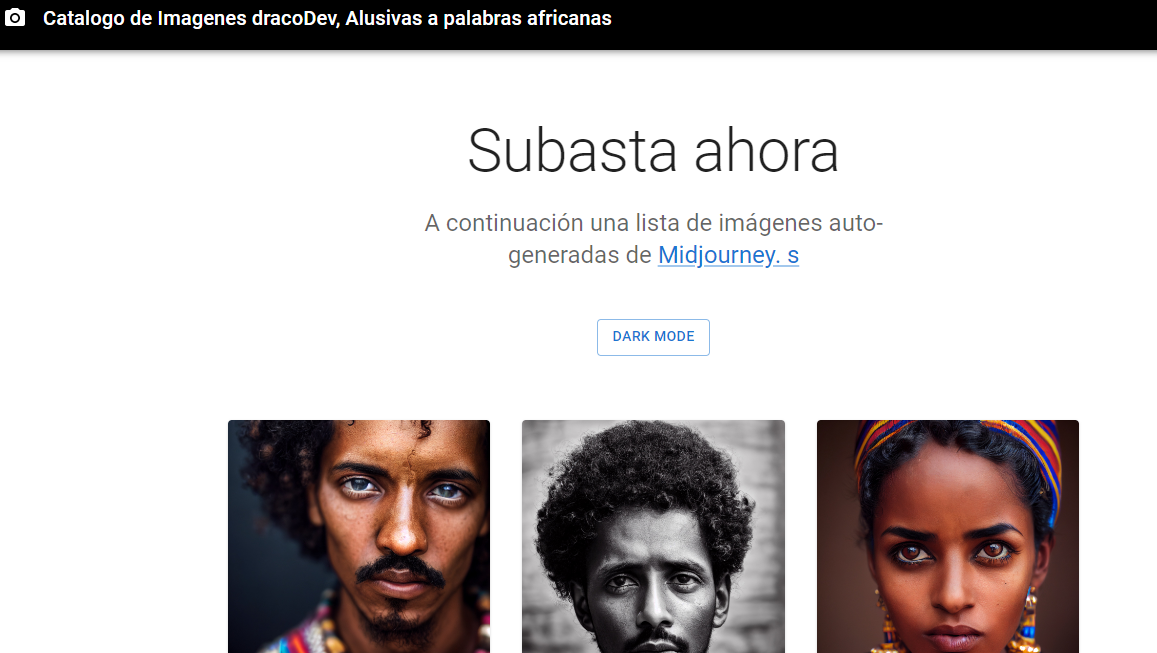 Catalogo de Imagenes dracoDev, Alusivas a palabras africanas
Subasta ahora
A continuación una lista de imágenes auto-
generadas de Midjourney. s
DARK MODE